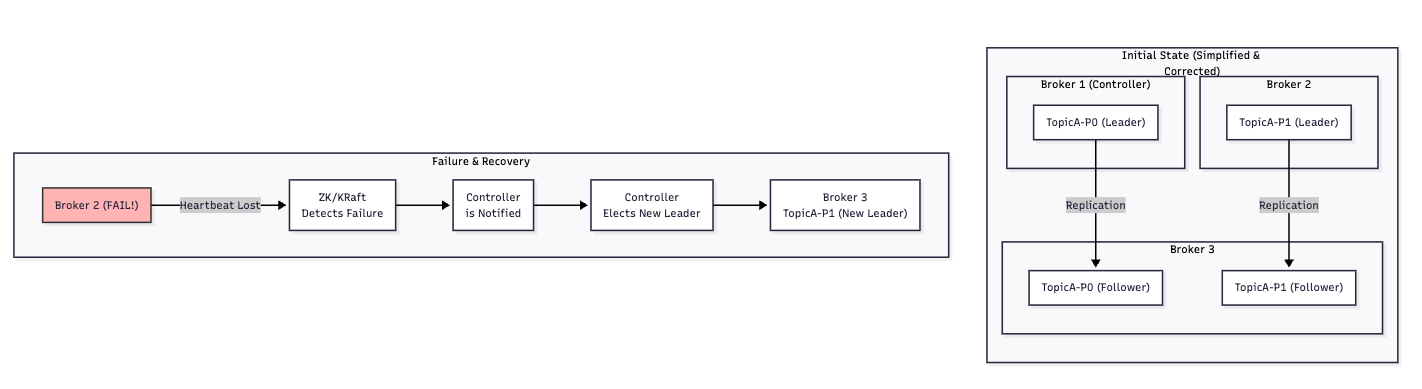 Failure & Recovery
Broker 2 (FAIL!)
Heartbeat Lost
ZK/KRaft
Detects Failure
Controller
is Notified
Controller
Elects New Leader
Broker 3
TopicA-P1 (New Leader)
Initial State (Simplified &
Corrected)
Broker 1 (Controller)
TopicA-P0 (Leader)
Broker 2
TopicA-P1 (Leader)
Replication
Replication
Broker 3
TopicA-P0 (Follower)
TopicA-P1 (Follower)